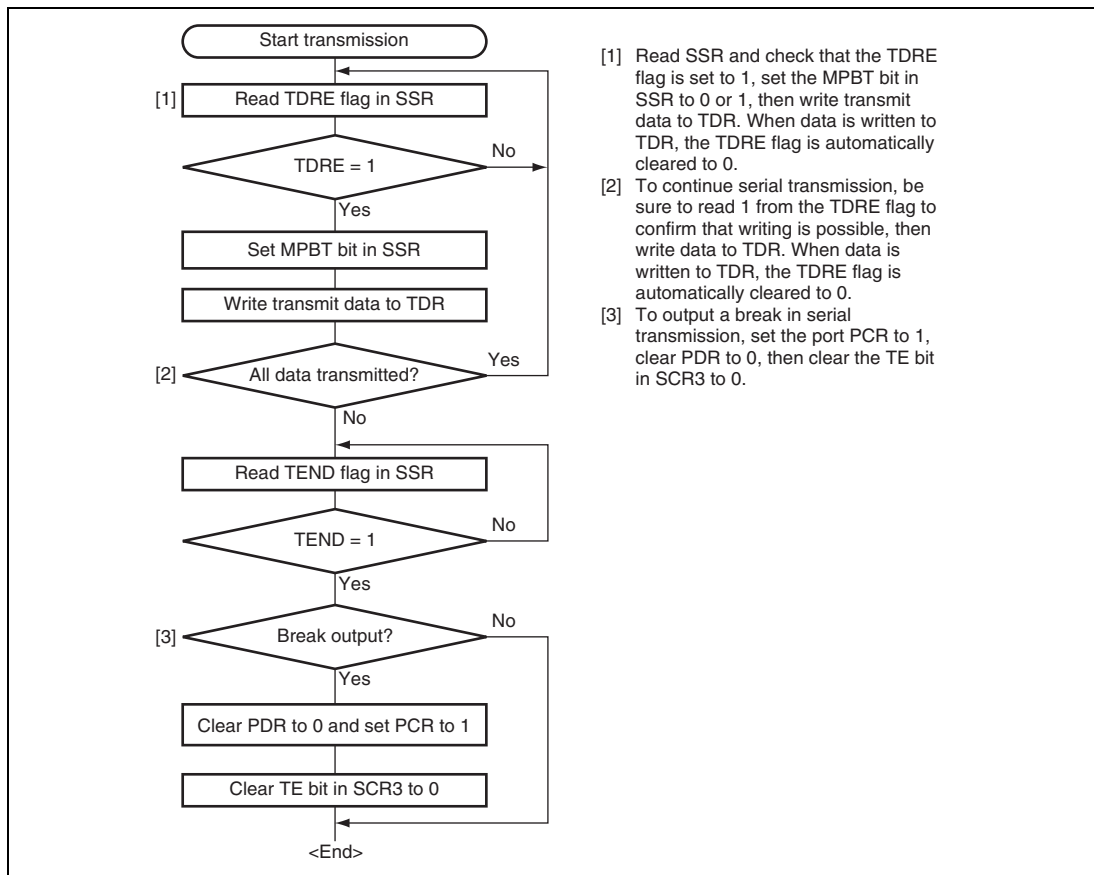 Start transmission
[1]
Read TDRE flag in SSR
TDRE = 1
No
Yes
Set MPBT bit in SSR
Write transmit data to TDR
[2]
All data transmitted?
Yes
No
Read TEND flag in SSR
TEND = 1
No
Yes
[3]
Break output?
No
Yes
Clear PDR to 0 and set PCR to 1
Clear TE bit in SCR3 to 0
<End>
[1] Read SSR and check that the TDRE
flag is set to 1, set the MPBT bit in
SSR to 0 or 1, then write transmit
data to TDR. When data is written to
TDR, the TDRE flag is automatically
cleared to 0.
[2] To continue serial transmission, be
sure to read 1 from the TDRE flag to
confirm that writing is possible, then
write data to TDR. When data is
written to TDR, the TDRE flag is
automatically cleared to 0.
[3] To output a break in serial
transmission, set the port PCR to 1,
clear PDR to 0, then clear the TE bit
in SCR3 to 0.